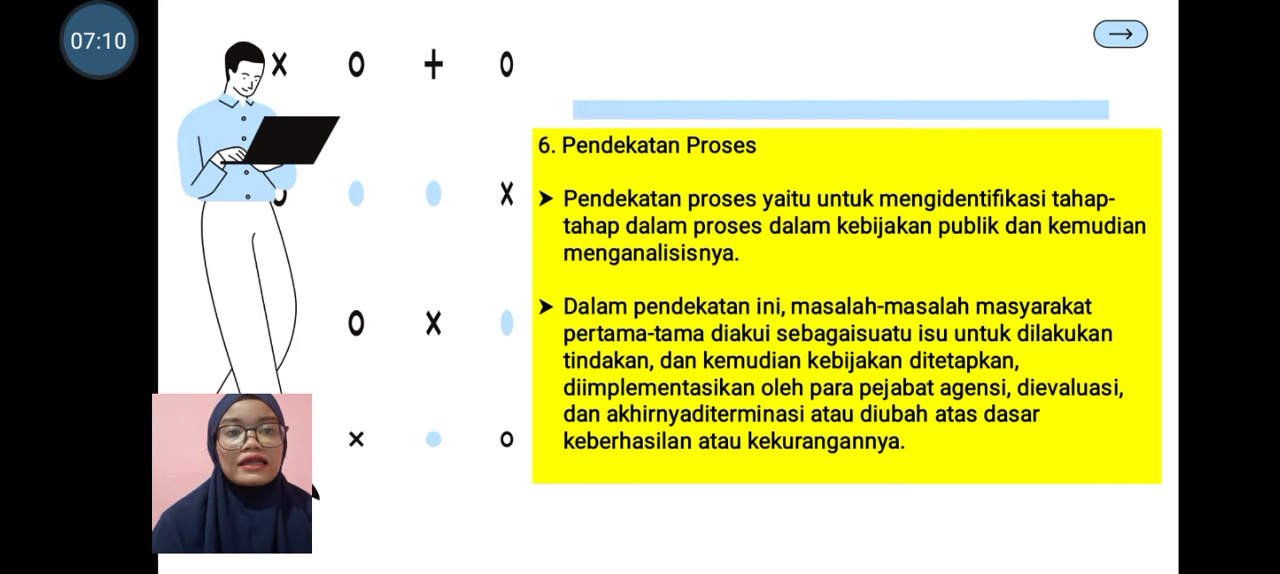 07:10
x o + o
6. Pendekatan Proses
➤ Pendekatan proses yaitu untuk mengidentifikasi tahap-
tahap dalam proses dalam kebijakan publik dan kemudian
menganalisisnya.
x
➤ Dalam pendekatan ini, masalah-masalah masyarakat
pertama-tama diakui sebagaisuatu isu untuk dilakukan
tindakan, dan kemudian kebijakan ditetapkan,
diimplementasikan oleh para pejabat agensi, dievaluasi,
dan akhirnyaditerminasi atau diubah atas dasar
keberhasilan atau kekurangannya.
o x
x o